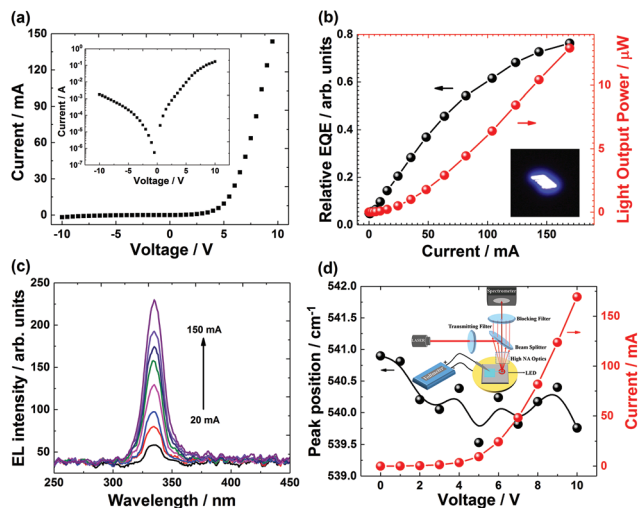 (a)
Current / mA
150
120
90
60
30
0
-10
-5
0
5
10
Voltage / V
Current / A
10^0
10^-1
10^-2
10^-3
10^-4
10^-5
10^-6
10^-7
-10
-5
0
5
10
Voltage / V
(b)
Relative EQE / arb. units
0.8
0.6
0.4
0.2
0.0
0
50
100
150
Current / mA
10
5
0
Light Output Power / μW
(c)
EL intensity / arb. units
250
200
150
100
50
250
300
350
400
450
Wavelength / nm
150 mA
20 mA
(d)
Peak position / cm^-1
542.0
541.5
541.0
540.5
540.0
539.5
539.0
0
2
4
6
8
10
Voltage / V
150
100
50
0
Current / mA
Spectrometer
Blocking Filter
Transmitting Filter
LASER
Beam Splitter
High NA Optics
LED